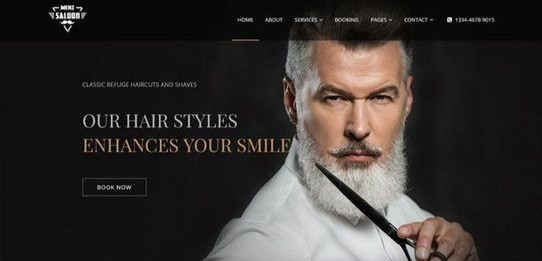 MENZ
SALOON
HOME ABOUT SERVICES BOOKING PAGES CONTACT 1334-4678-9015
CLASSIC REFUGE HAIRCUTS AND SHAVES
OUR HAIR STYLES
ENHANCES YOUR SMILE
BOOK NOW